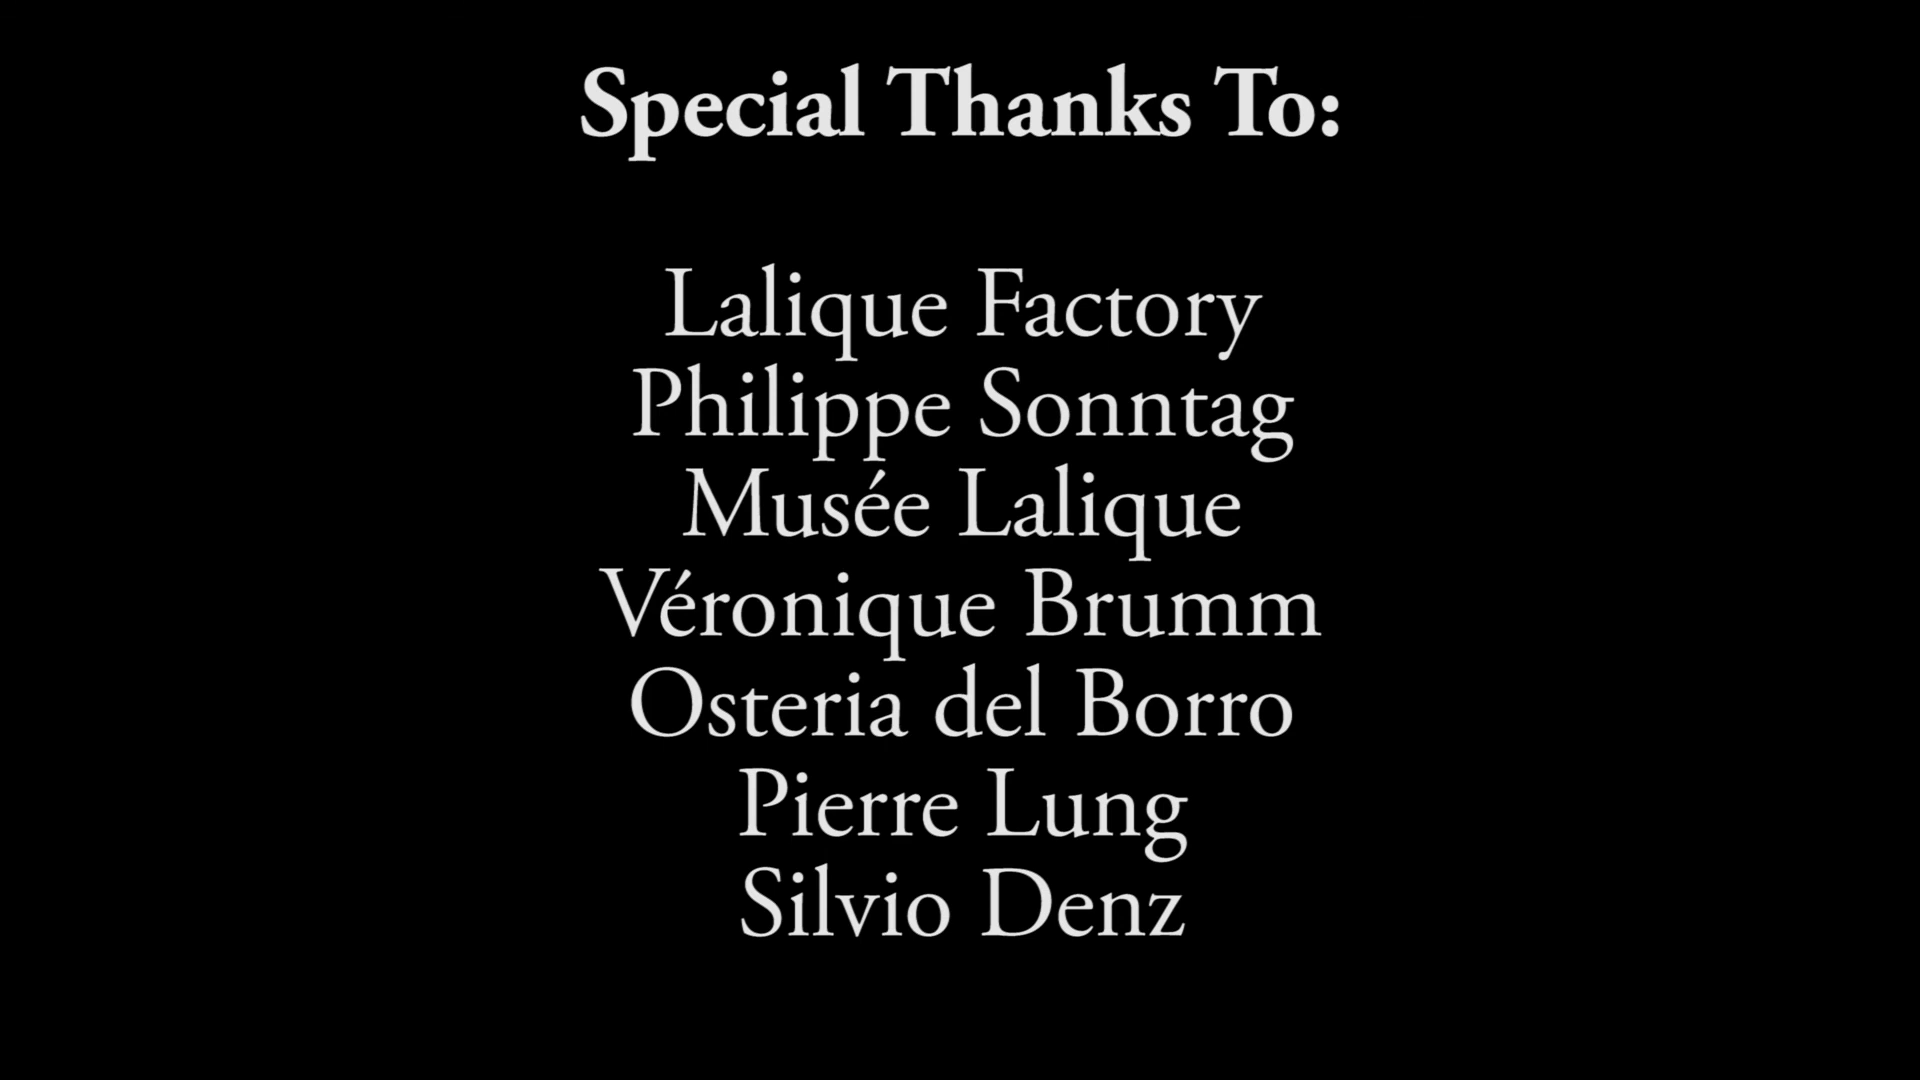 Special Thanks To:
Lalique Factory
Philippe Sonntag
Musée Lalique
Véronique Brumm
Osteria del Borro
Pierre Lung
Silvio Denz